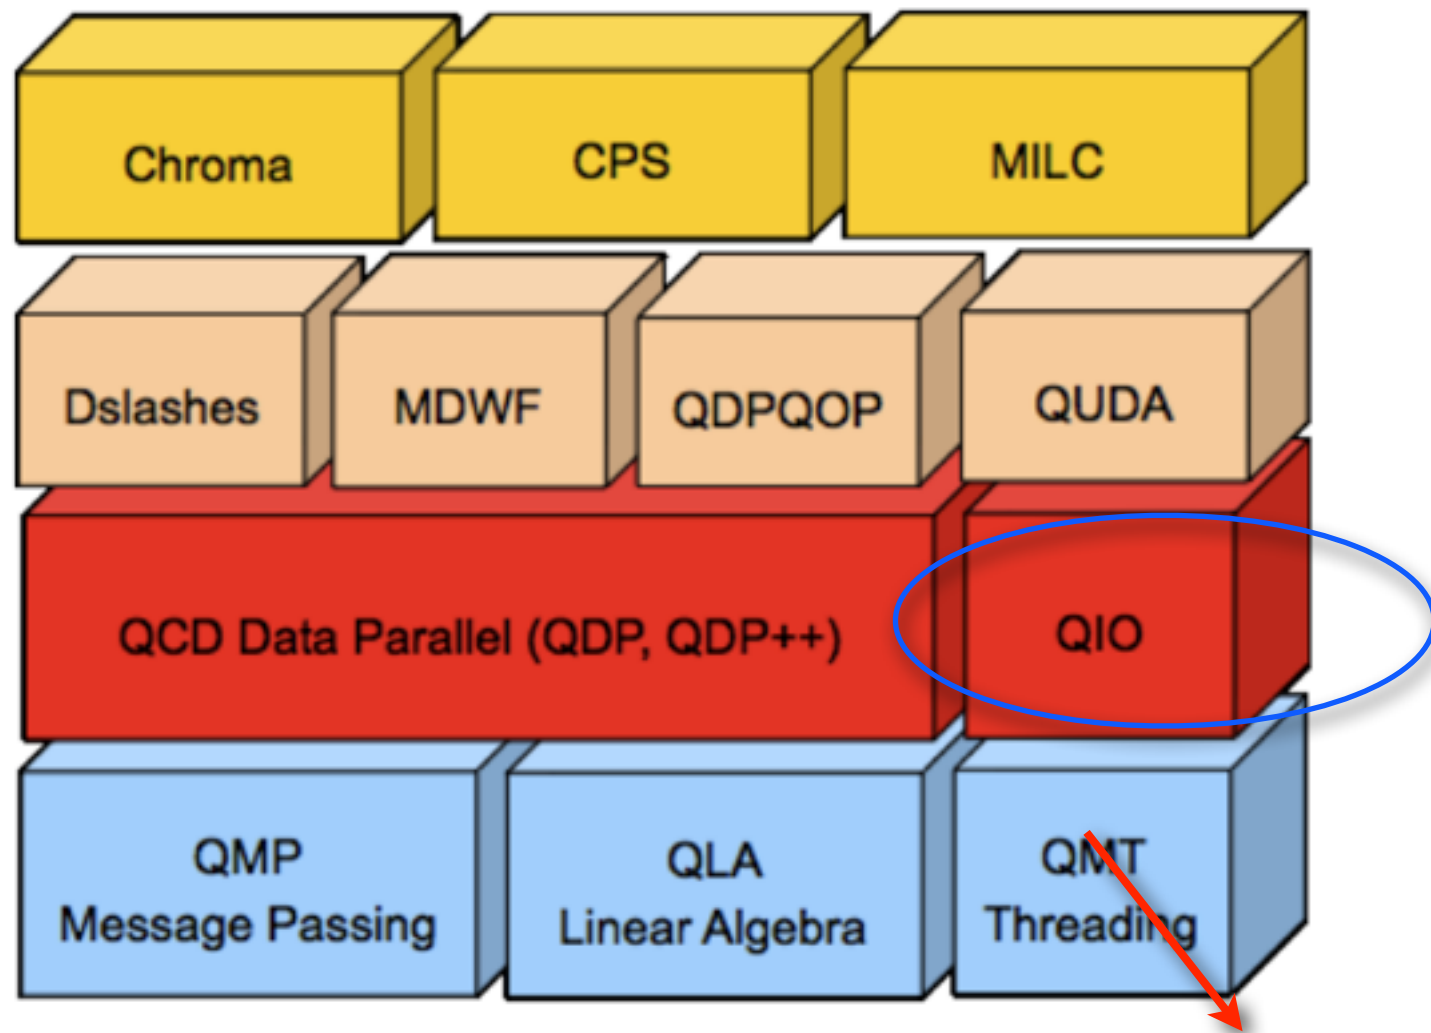 Chroma
CPS
MILC
Dslashes
MDWF
QDPQOP
QUDA
QCD Data Parallel (QDP, QDP++)
QIO
QMP
Message Passing
QLA
Linear Algebra
QMT
Threading